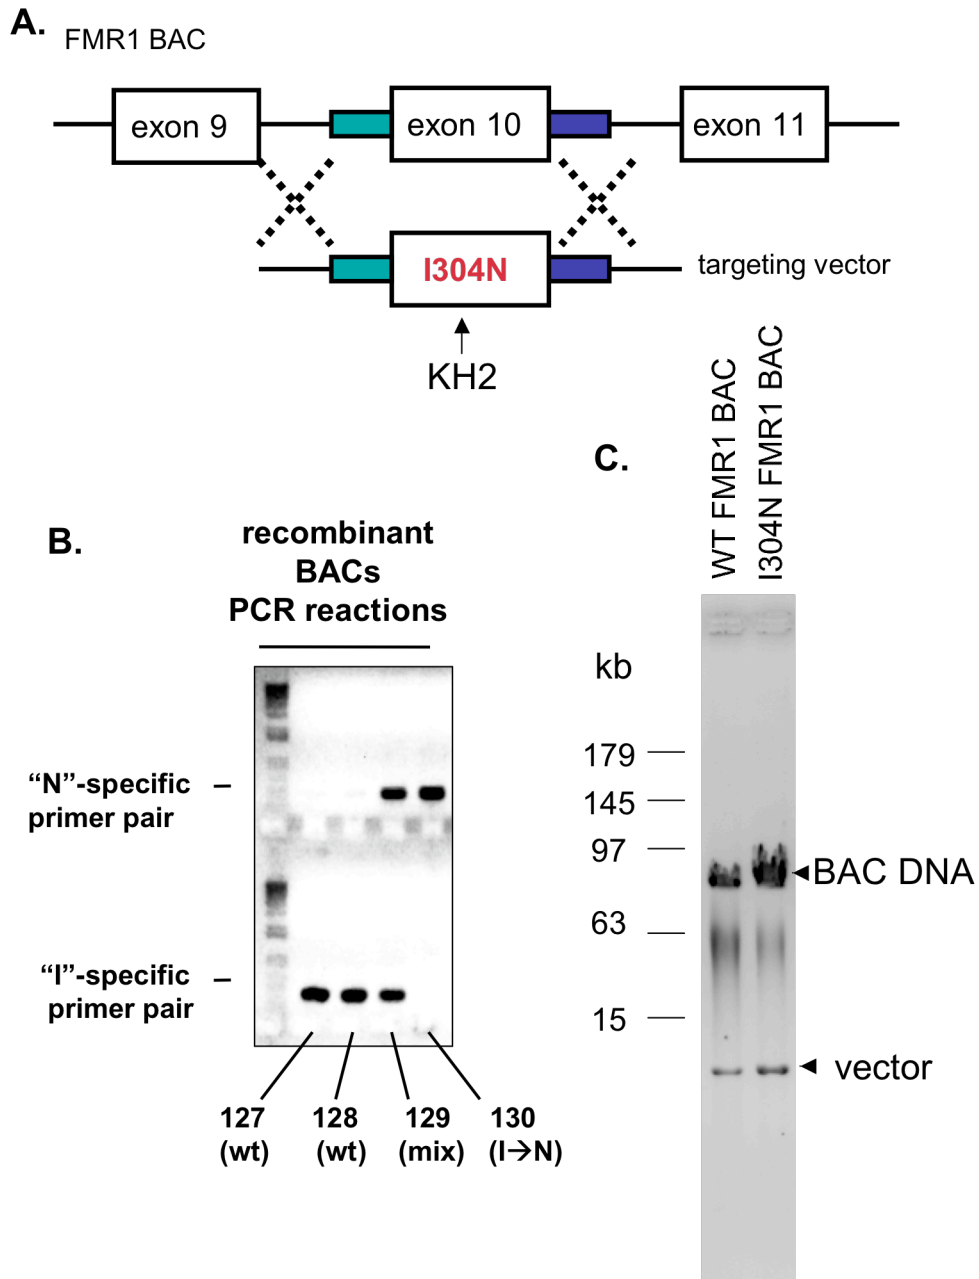 A.
FMR1 BAC
exon 9
exon 10
exon 11
I304N
targeting vector
KH2
B.
recombinant
BACs
PCR reactions
“N”-specific
primer pair
“I”-specific
primer pair
127
(wt)
128
(wt)
129
(mix)
130
(I→N)
C.
WT FMR1 BAC
I304N FMR1 BAC
kb
179
145
97
63
15
BAC DNA
vector